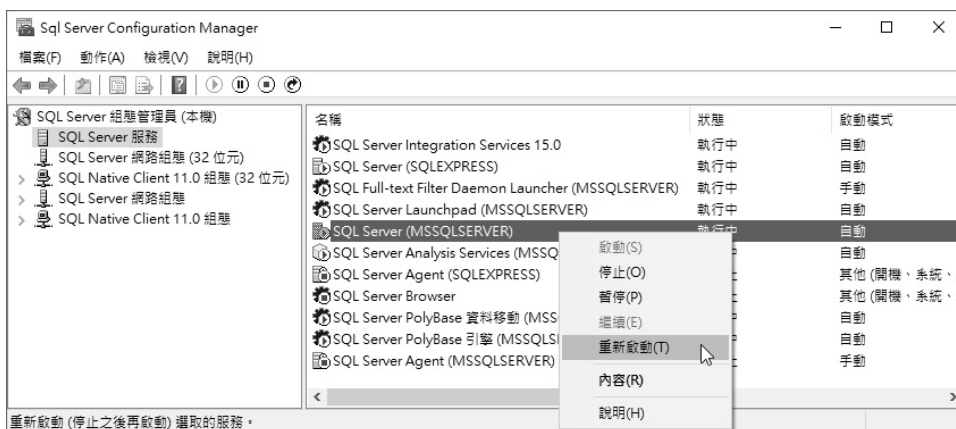 Sql Server Configuration Manager
檔案(F) 動作(A) 檢視(V) 說明(H)
SQL Server 組態管理員 (本機)
SQL Server 服務
SQL Server 網路組態 (32 位元)
SQL Native Client 11.0 組態 (32 位元)
SQL Server 網路組態
SQL Native Client 11.0 組態
名稱 狀態 啟動模式
SQL Server Integration Services 15.0 執行中 自動
SQL Server (SQLEXPRESS) 執行中 自動
SQL Full-text Filter Daemon Launcher (MSSQLSERVER) 執行中 手動
SQL Server Launchpad (MSSQLSERVER) 執行中 自動
SQL Server (MSSQLSERVER) 執行中 自動
SQL Server Analysis Services (MSSQ 自動
SQL Server Agent (SQLEXPRESS) 其他 (開機、系統、
SQL Server Browser 其他 (開機、系統、
SQL Server PolyBase 資料移動 (MSS 自動
SQL Server PolyBase 引擎 (MSSQLS 自動
SQL Server Agent (MSSQLSERVER) 手動
啟動(S)
停止(O)
暫停(P)
繼續(E)
重新啟動(T)
內容(R)
說明(H)
重新啟動 (停止之後再啟動) 選取的服務。